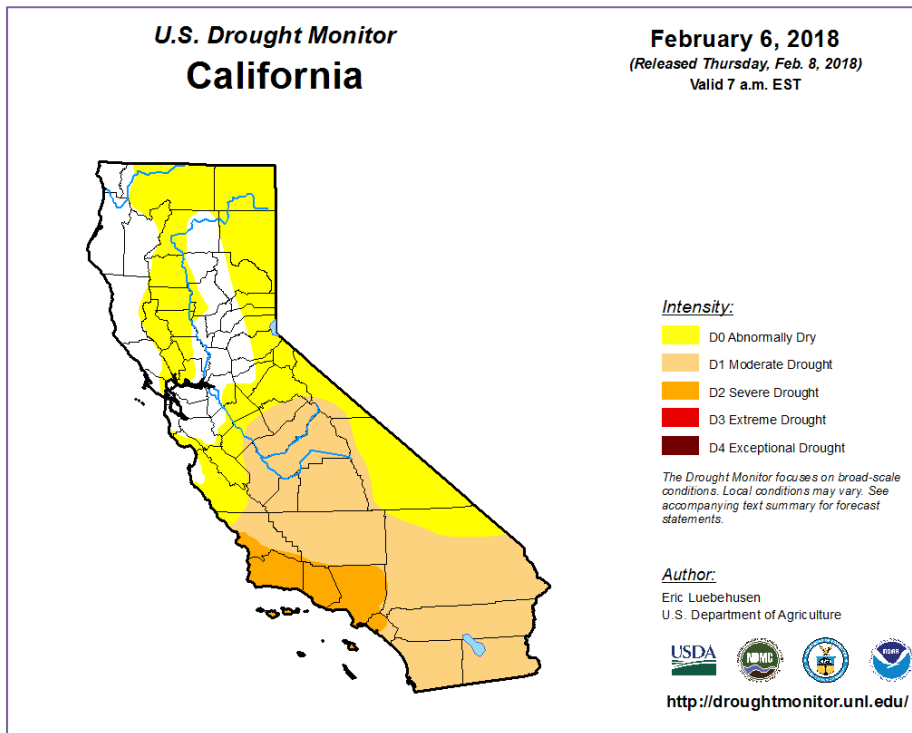 U.S. Drought Monitor
California
February 6, 2018
(Released Thursday, Feb. 8, 2018)
Valid 7 a.m. EST
Intensity:
D0 Abnormally Dry
D1 Moderate Drought
D2 Severe Drought
D3 Extreme Drought
D4 Exceptional Drought
The Drought Monitor focuses on broad-scale
conditions. Local conditions may vary. See
accompanying text summary for forecast
statements.
Author:
Eric Luebehusen
U.S. Department of Agriculture
USDA
NDMC
NOAA
http://droughtmonitor.unl.edu/